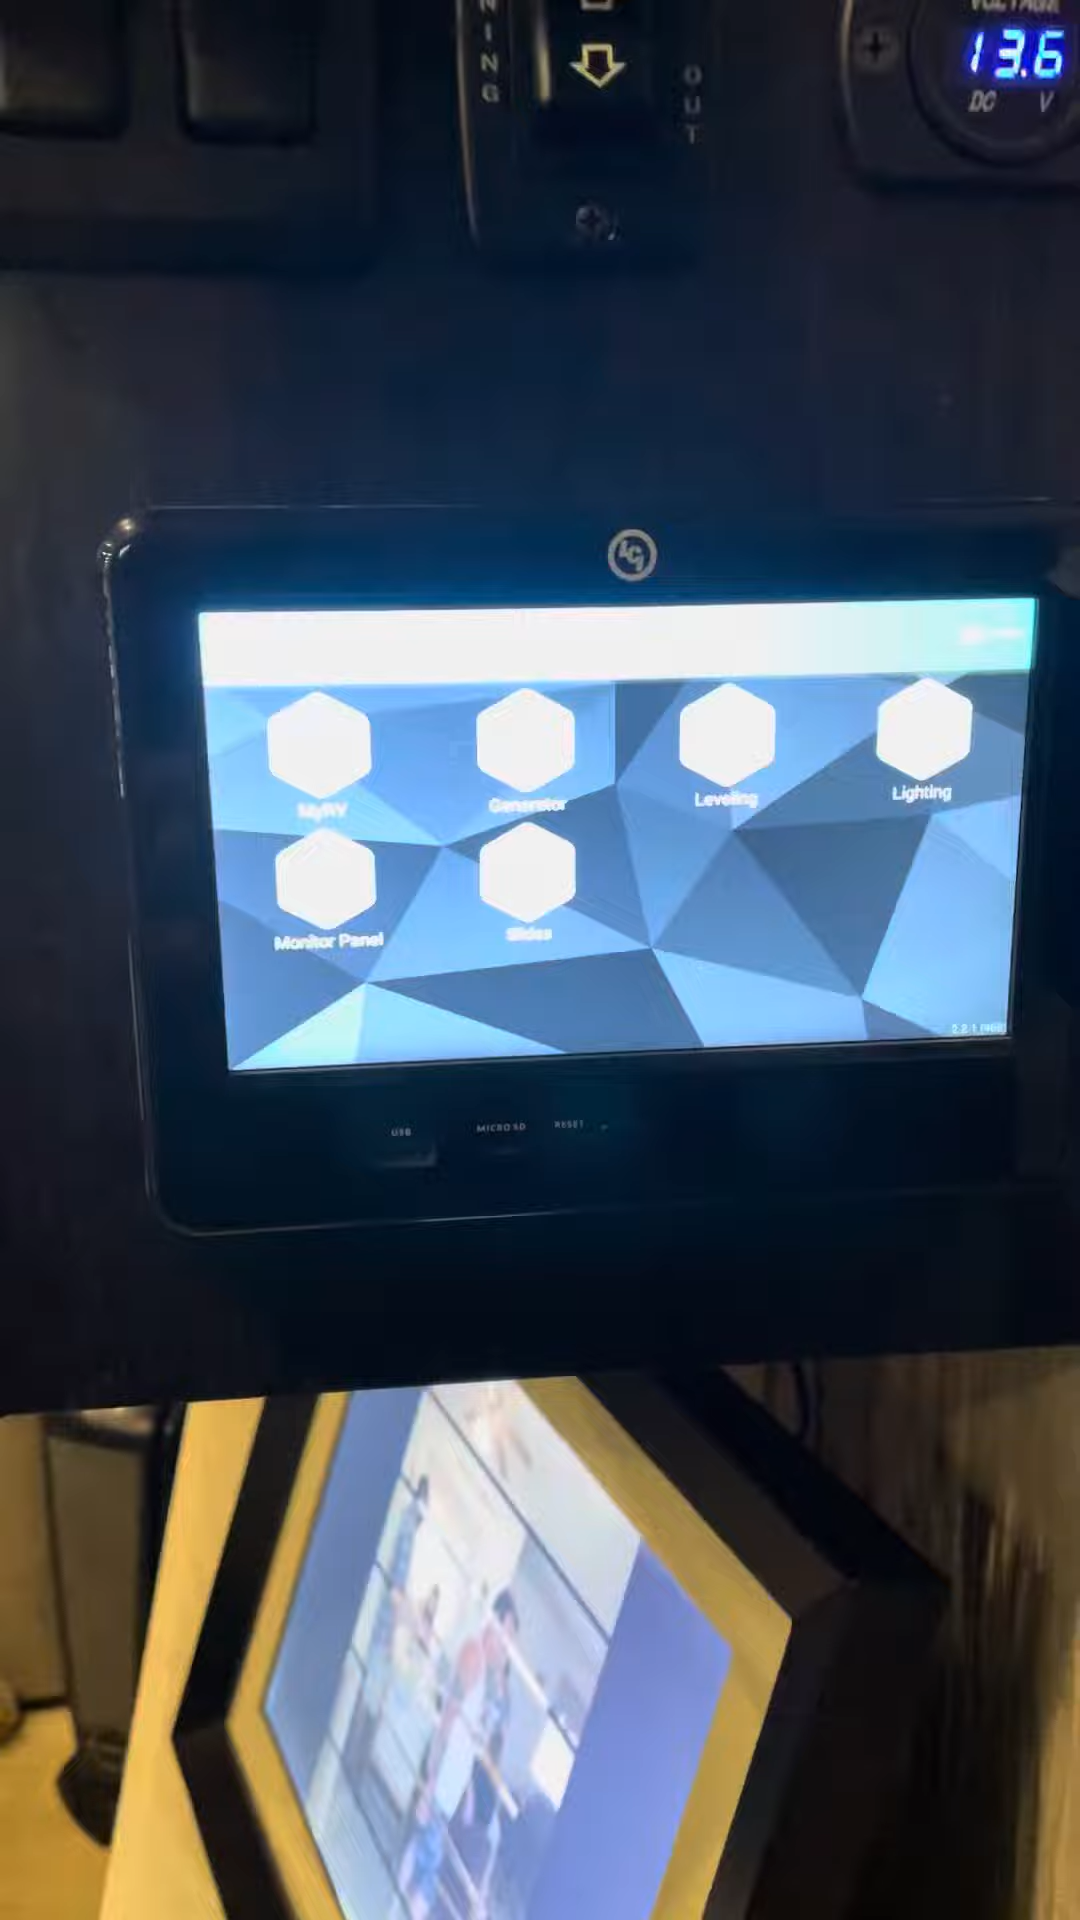 VOLTAGE
13.6
DC V
OUT
MyRV
Generator
Leveling
Lighting
Monitor Panel
Slides
USB
MICRO SD
RESET